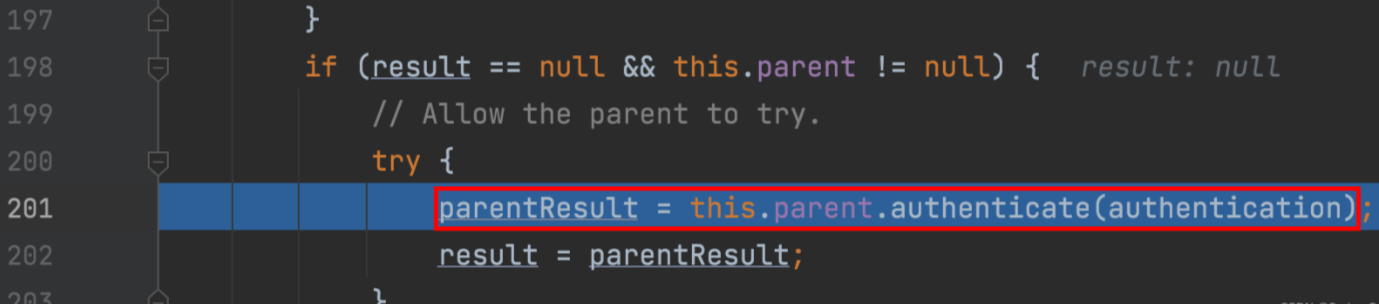 197 }
198 if (result == null && this.parent != null) { result: null
199 // Allow the parent to try.
200 try {
201 parentResult = this.parent.authenticate(authentication);
202 result = parentResult;
203 }